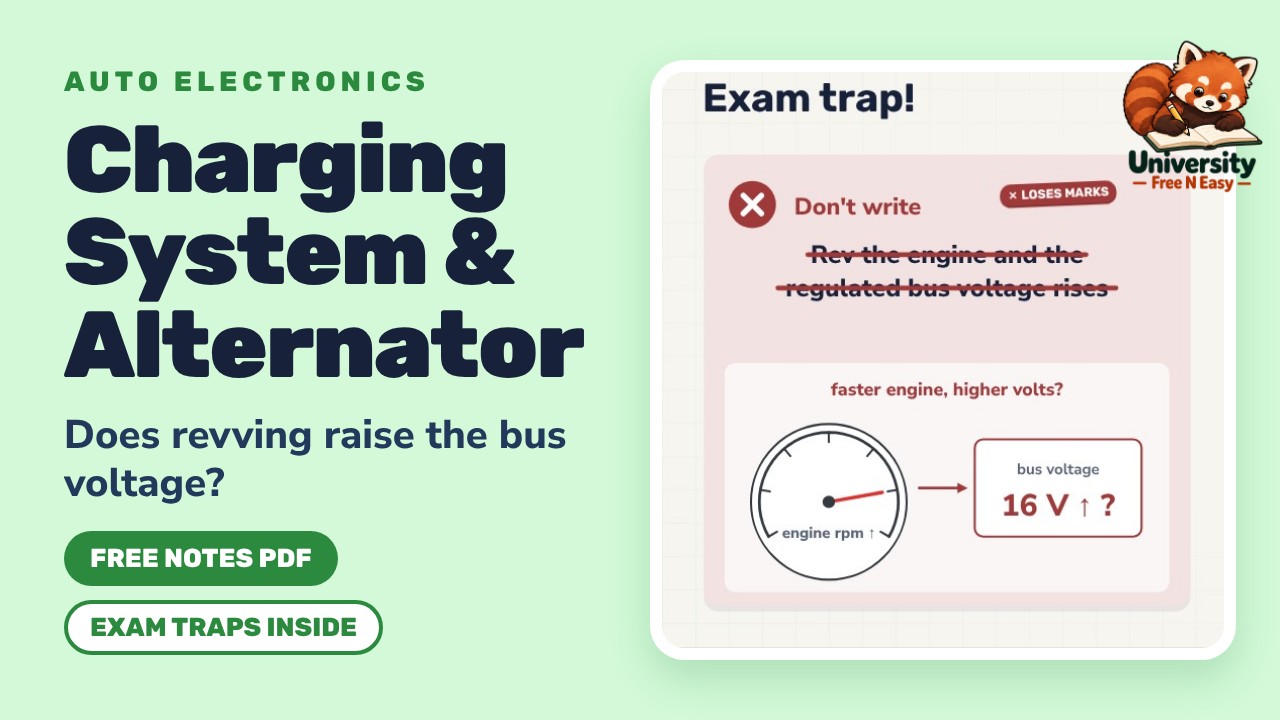 AUTO ELECTRONICS
Charging
System &
Alternator
Does revving raise the bus
voltage?
FREE NOTES PDF
EXAM TRAPS INSIDE
Exam trap!
Don't write
× LOSES MARKS
Rev the engine and the
regulated bus voltage rises
faster engine, higher volts?
engine rpm ↑
bus voltage
16 V ↑ ?
University
Free N Easy